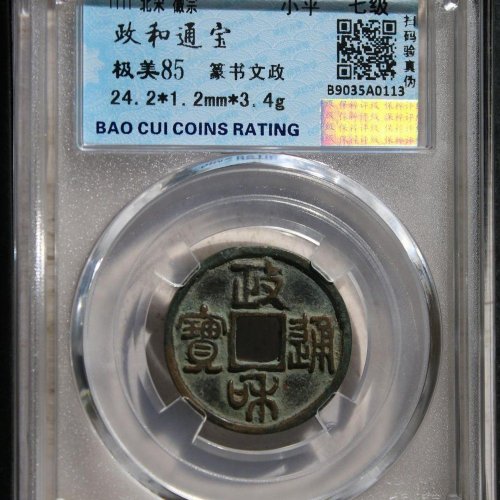 1111 北宋 徽宗 小平 七级
政和通宝
极美85 篆书文政
24.2*1.2mm*3.4g
BAO CUI COINS RATING
扫码验真伪
B9035A0113
政和通寳